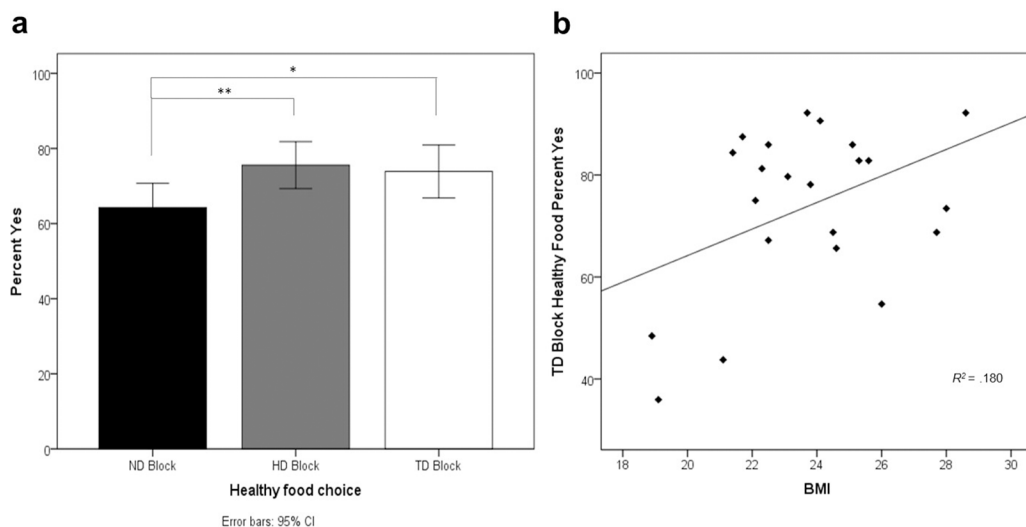 a
100
80
60
40
20
0
Percent Yes
*
**
ND Block
HD Block
TD Block
Healthy food choice
Error bars: 95% CI
b
100
80
60
40
TD Block Healthy Food Percent Yes
R² = .180
18
20
22
24
26
28
30
BMI